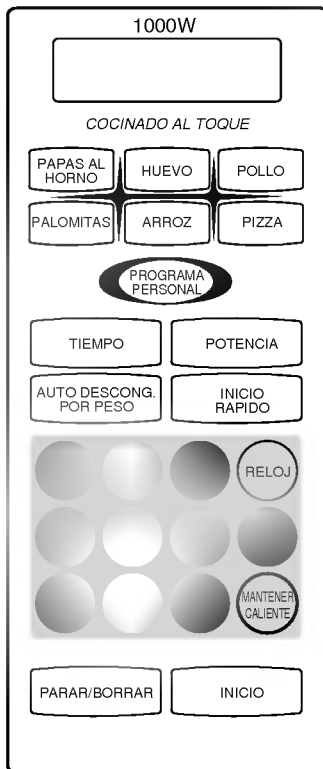 1000W
COCINADO AL TOQUE
PAPAS AL
HORNO
HUEVO
POLLO
PALOMITAS
ARROZ
PIZZA
PROGRAMA
PERSONAL
TIEMPO
POTENCIA
AUTO DESCONG.
POR PESO
INICIO
RAPIDO
RELOJ
MANTENER
CALIENTE
PARAR/BORRAR
INICIO